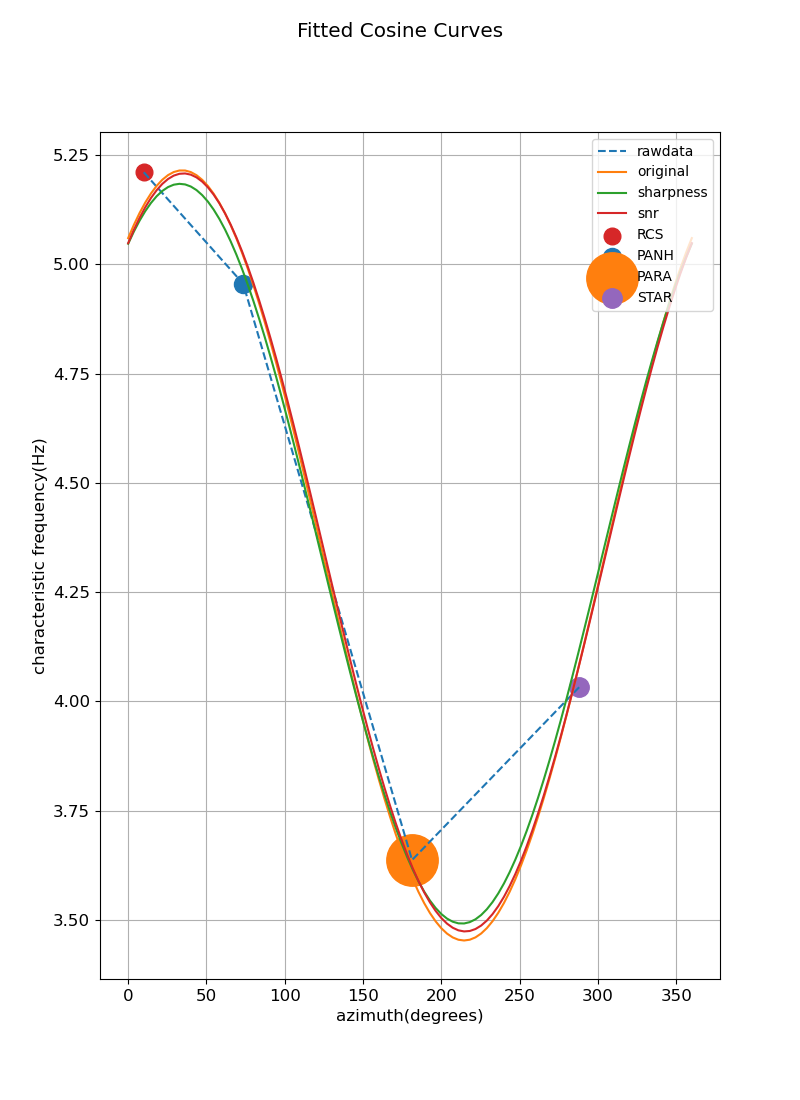 Fitted Cosine Curves
rawdata
original
sharpness
snr
RCS
PANH
PARA
STAR
characteristic frequency(Hz)
5.25
5.00
4.75
4.50
4.25
4.00
3.75
3.50
0 50 100 150 200 250 300 350
azimuth(degrees)